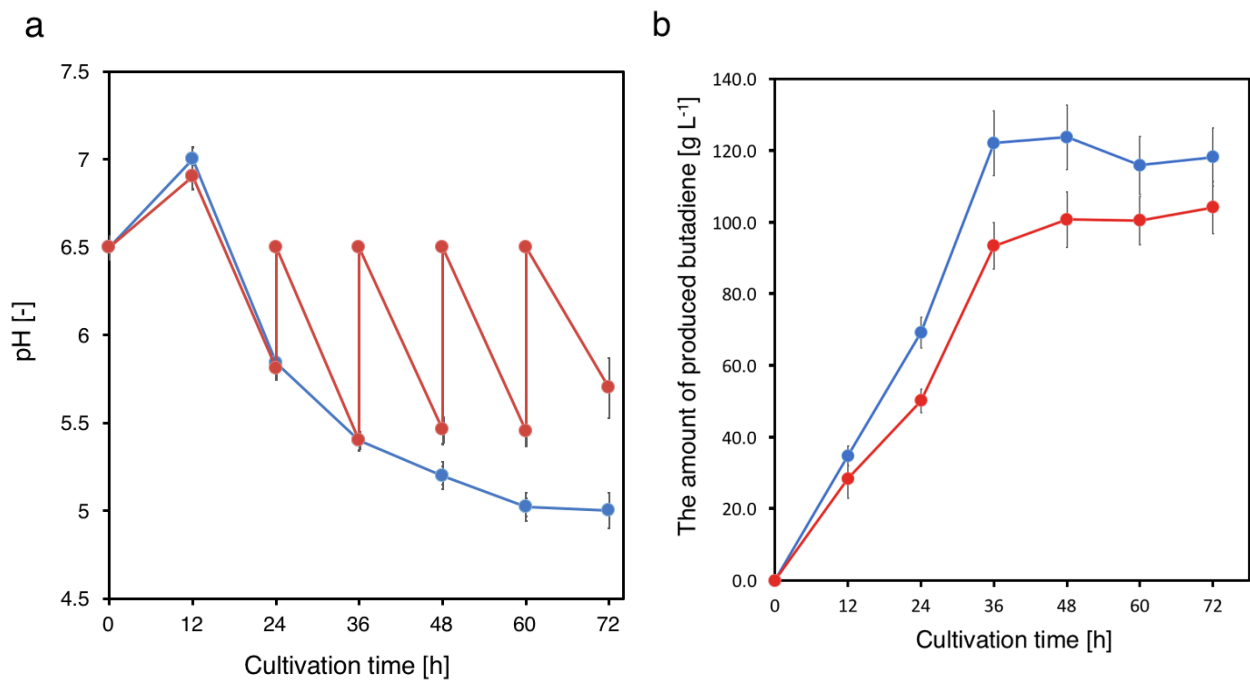 a
7.5
7
6.5
6
5.5
5
4.5
pH [-]
0 12 24 36 48 60 72
Cultivation time [h]
b
140.0
120.0
100.0
80.0
60.0
40.0
20.0
0.0
The amount of produced butadiene [g L⁻¹]
0 12 24 36 48 60 72
Cultivation time [h]